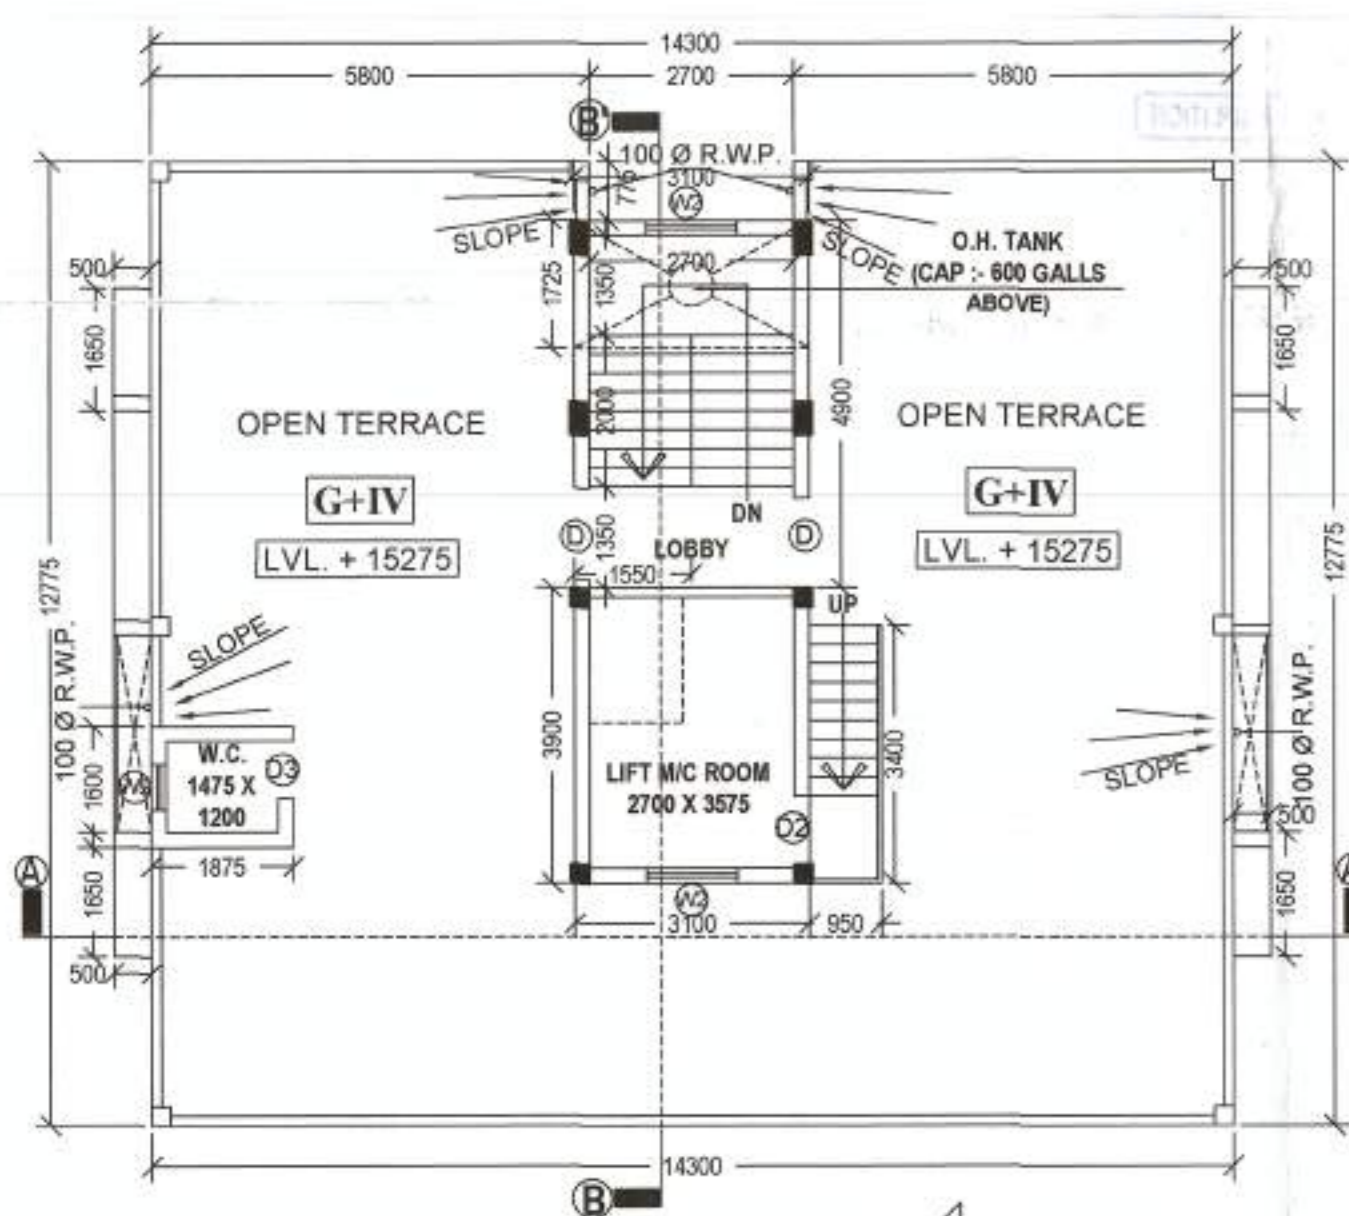 14300
5800
2700
5800
B'
100 Ø R.W.P.
3100
775
W2
SLOPE
SLOPE
O.H. TANK
(CAP :- 600 GALLS
ABOVE)
2700
1725
1350
500
500
1650
1650
2000
4900
OPEN TERRACE
OPEN TERRACE
G+IV
G+IV
LVL. + 15275
LVL. + 15275
DN
D
D
LOBBY
1350
1550
12775
12775
UP
SLOPE
100 Ø R.W.P.
100 Ø R.W.P.
3900
3400
W.C.
1475 X
1200
D3
1600
LIFT M/C ROOM
2700 X 3575
D2
SLOPE
500
1875
A
1650
1650
W2
3100
950
500
14300
B